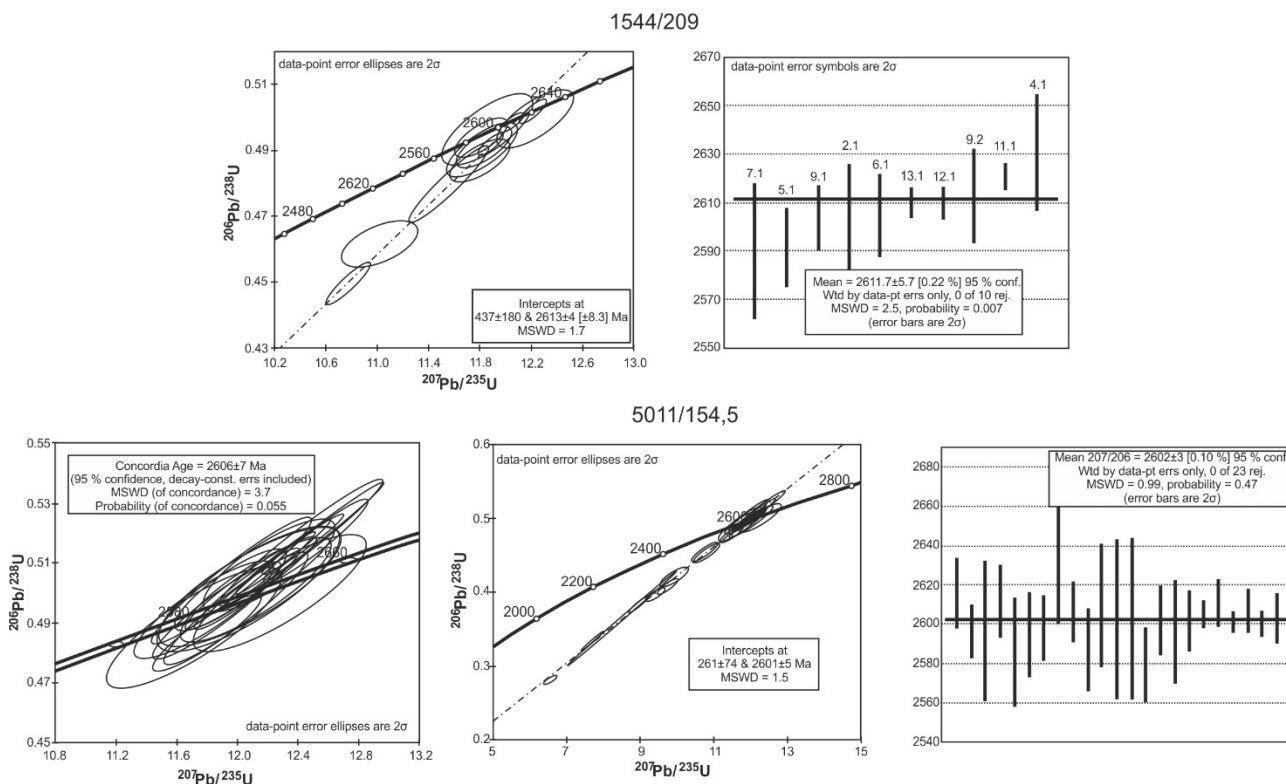 1544/209
data-point error ellipses are 2σ
0.51
0.49
0.47
0.45
0.43
2480
2620
2560
2600
2640
10.2
10.6
11.0
11.4
11.8
12.2
12.6
13.0
206Pb/238U
207Pb/235U
Intercepts at
437±180 & 2613±4 [±8.3] Ma
MSWD = 1.7
data-point error symbols are 2σ
2670
2650
2630
2610
2590
2570
2550
7.1
5.1
9.1
2.1
6.1
13.1
12.1
9.2
11.1
4.1
Mean = 2611.7±5.7 [0.22 %] 95 % conf.
Wtd by data-pt errs only, 0 of 10 rej.
MSWD = 2.5, probability = 0.007
(error bars are 2σ)
5011/154,5
Concordia Age = 2606±7 Ma
(95 % confidence, decay-const. errs included)
MSWD (of concordance) = 3.7
Probability (of concordance) = 0.055
0.55
0.53
0.51
0.49
0.47
0.45
2660
10.8
11.2
11.6
12.0
12.4
12.8
13.2
206Pb/238U
207Pb/235U
data-point error ellipses are 2σ
data-point error ellipses are 2σ
0.6
0.5
0.4
0.3
0.2
2000
2200
2400
2600
2800
5
7
9
11
13
15
206Pb/238U
207Pb/235U
Intercepts at
261±74 & 2601±5 Ma
MSWD = 1.5
2680
2660
2640
2620
2600
2580
2560
2540
Mean 207/206 = 2602±3 [0.10 %] 95 % conf
Wtd by data-pt errs only, 0 of 23 rej.
MSWD = 0.99, probability = 0.47
(error bars are 2σ)